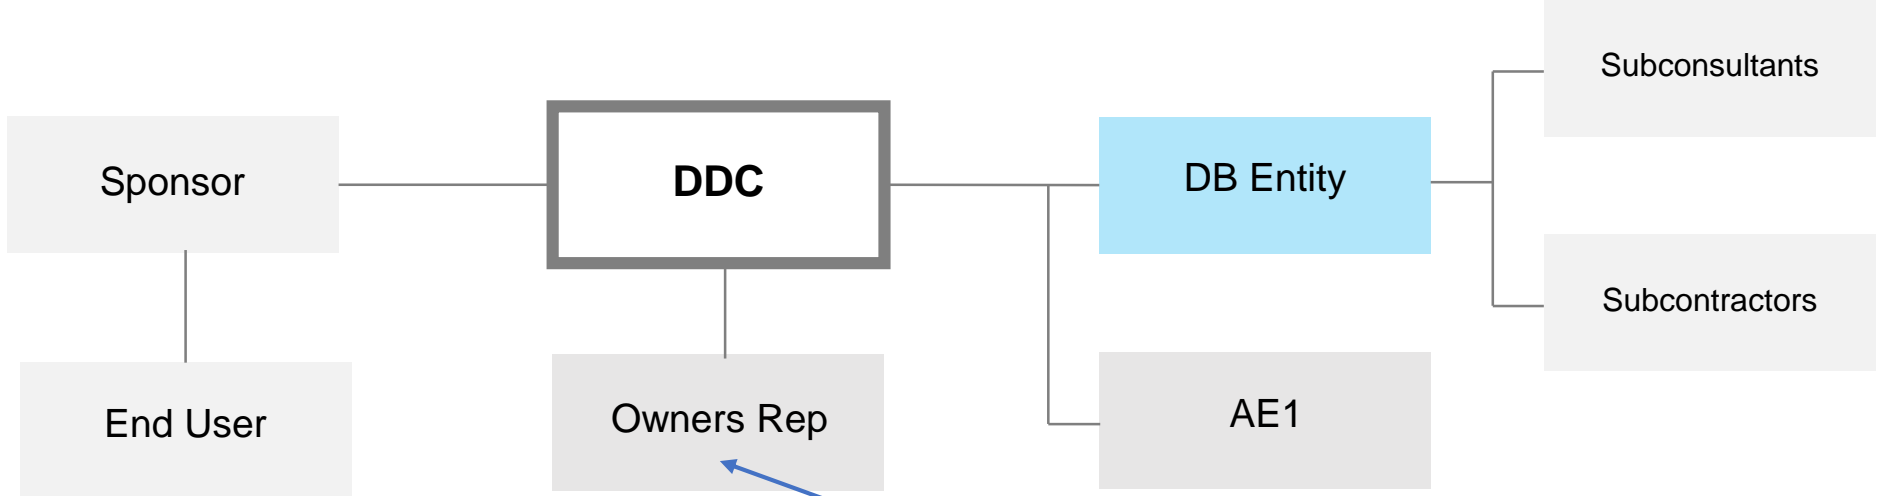 Subconsultants
Sponsor
DDC
DB Entity
Subcontractors
End User
Owners Rep
AE1